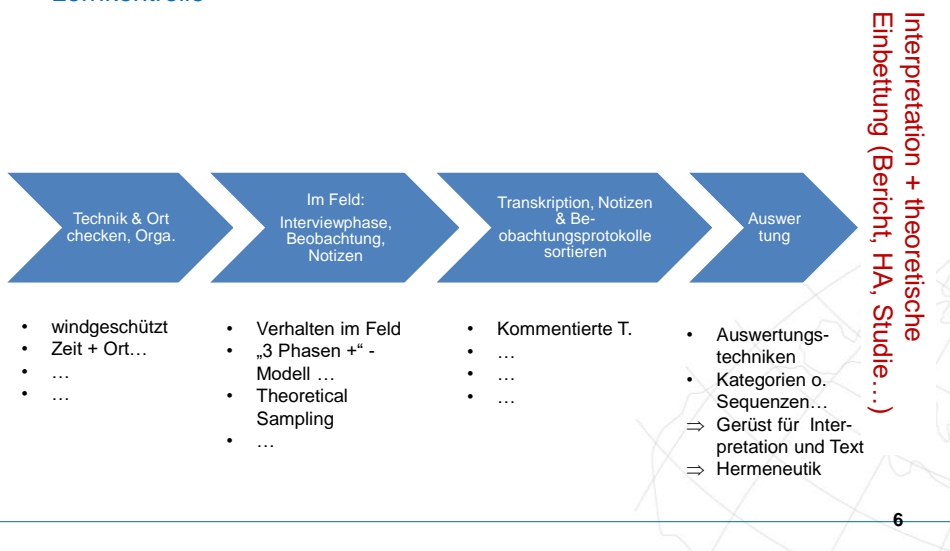 Technik & Ort
checken, Orga.
Im Feld:
Interviewphase,
Beobachtung,
Notizen
Transkription, Notizen
& Be-
obachtungsprotokolle
sortieren
Auswer
tung
• windgeschützt
• Zeit + Ort…
• …
• …
• Verhalten im Feld
• „3 Phasen +“ -
Modell …
• Theoretical
Sampling
• …
• Kommentierte T.
• …
• …
• …
• Auswertungs-
techniken
• Kategorien o.
Sequenzen…
⇒ Gerüst für Inter-
pretation und Text
⇒ Hermeneutik
Interpretation + theoretische
Einbettung (Bericht, HA, Studie…)
6